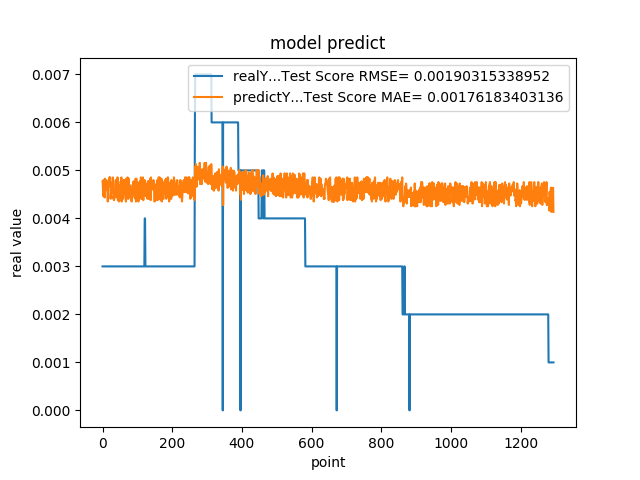 model predict
realY...Test Score RMSE= 0.00190315338952
predictY...Test Score MAE= 0.00176183403136
real value
0.007
0.006
0.005
0.004
0.003
0.002
0.001
0.000
0 200 400 600 800 1000 1200
point